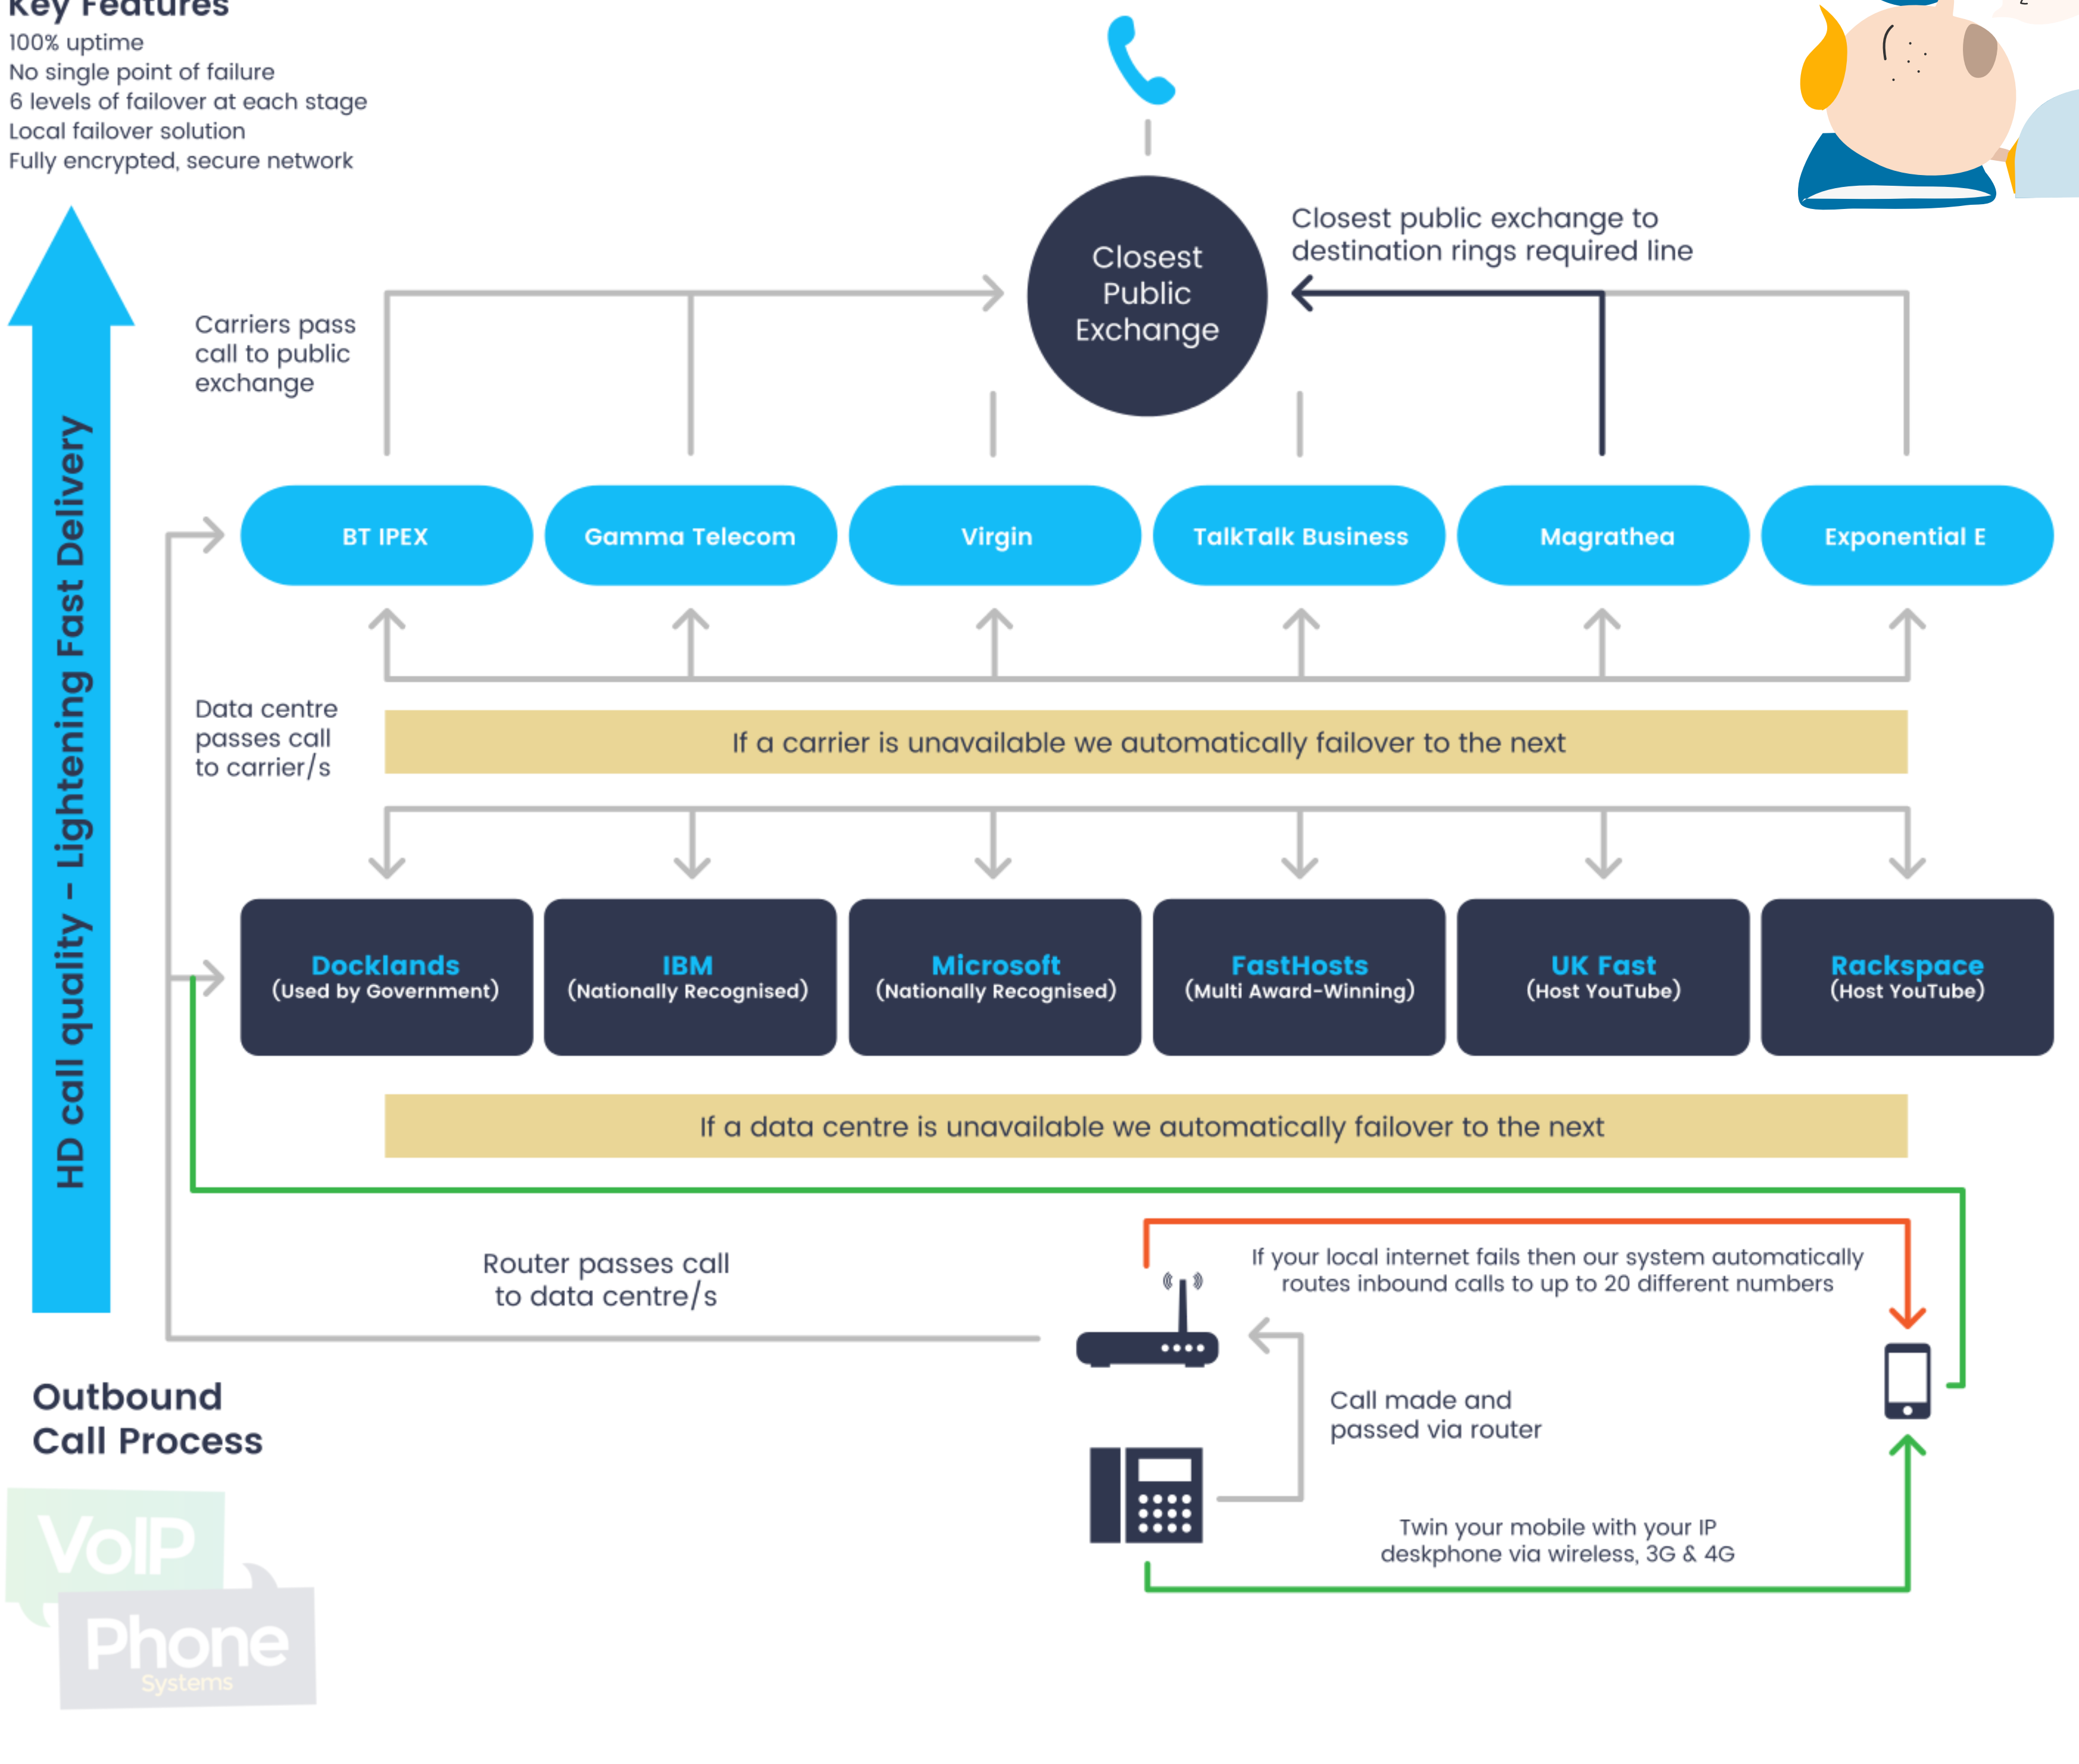 Key Features
100% uptime
No single point of failure
6 levels of failover at each stage
Local failover solution
Fully encrypted, secure network
Closest
Public
Exchange
Closest public exchange to
destination rings required line
Carriers pass
call to public
exchange
HD call quality - Lightening Fast Delivery
BT IPEX
Gamma Telecom
Virgin
TalkTalk Business
Magrathea
Exponential E
Data centre
passes call
to carrier/s
If a carrier is unavailable we automatically failover to the next
Docklands
(Used by Government)
IBM
(Nationally Recognised)
Microsoft
(Nationally Recognised)
FastHosts
(Multi Award-Winning)
UK Fast
(Host YouTube)
Rackspace
(Host YouTube)
If a data centre is unavailable we automatically failover to the next
Router passes call
to data centre/s
If your local internet fails then our system automatically
routes inbound calls to up to 20 different numbers
Call made and
passed via router
Outbound
Call Process
Twin your mobile with your IP
deskphone via wireless, 3G & 4G
VoIP
Phone
Systems